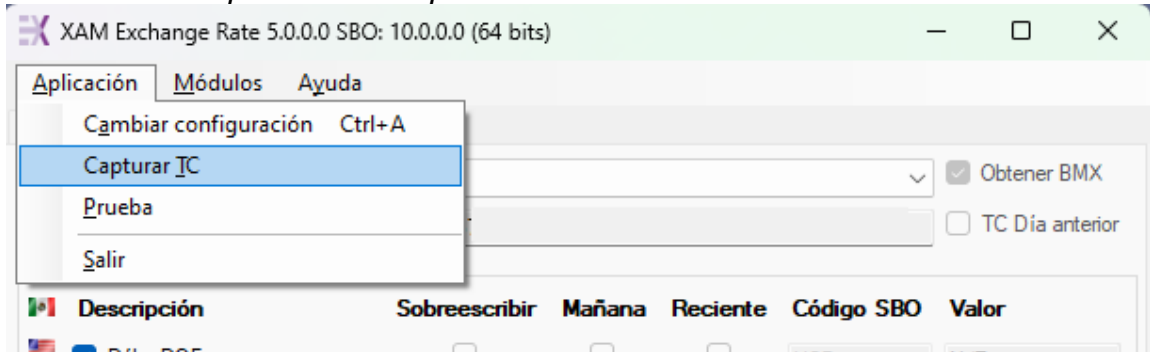 XAM Exchange Rate 5.0.0.0 SBO: 10.0.0.0 (64 bits)
Aplicación Módulos Ayuda
Cambiar configuración Ctrl+A
Capturar TC
Obtener BMX
Prueba
TC Día anterior
Salir
Descripción Sobreescribir Mañana Reciente Código SBO Valor